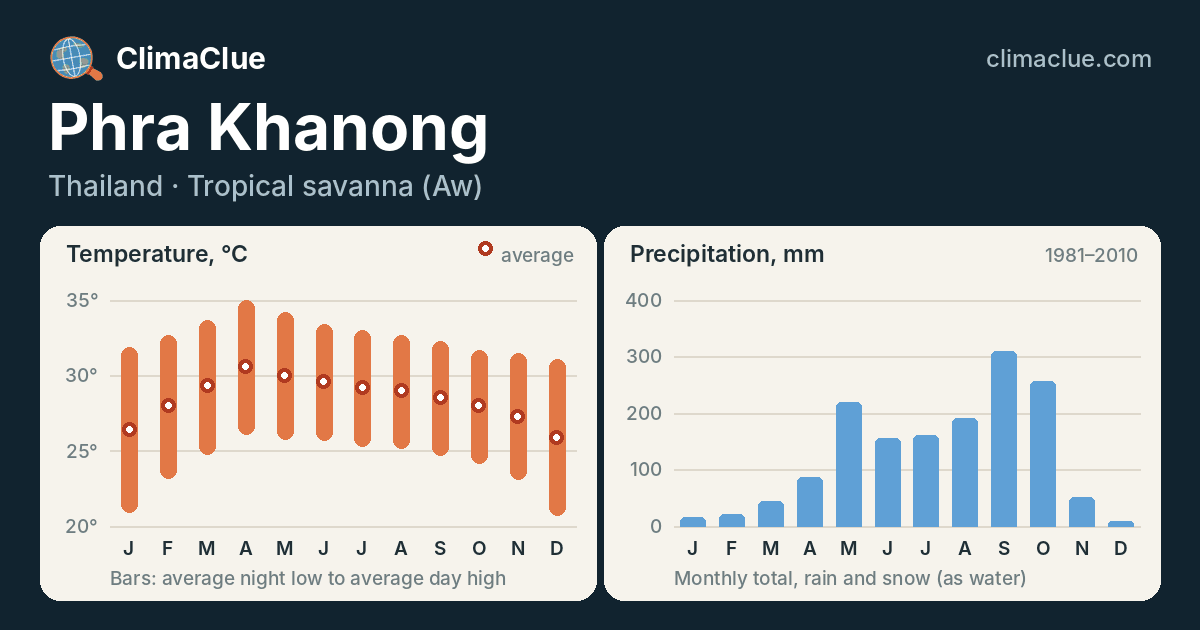 ClimaClue
climaclue.com
Phra Khanong
Thailand · Tropical savanna (Aw)
Temperature, °C
average
35°
30°
25°
20°
J F M A M J J A S O N D
Bars: average night low to average day high
Precipitation, mm
1981–2010
400
300
200
100
0
J F M A M J J A S O N D
Monthly total, rain and snow (as water)